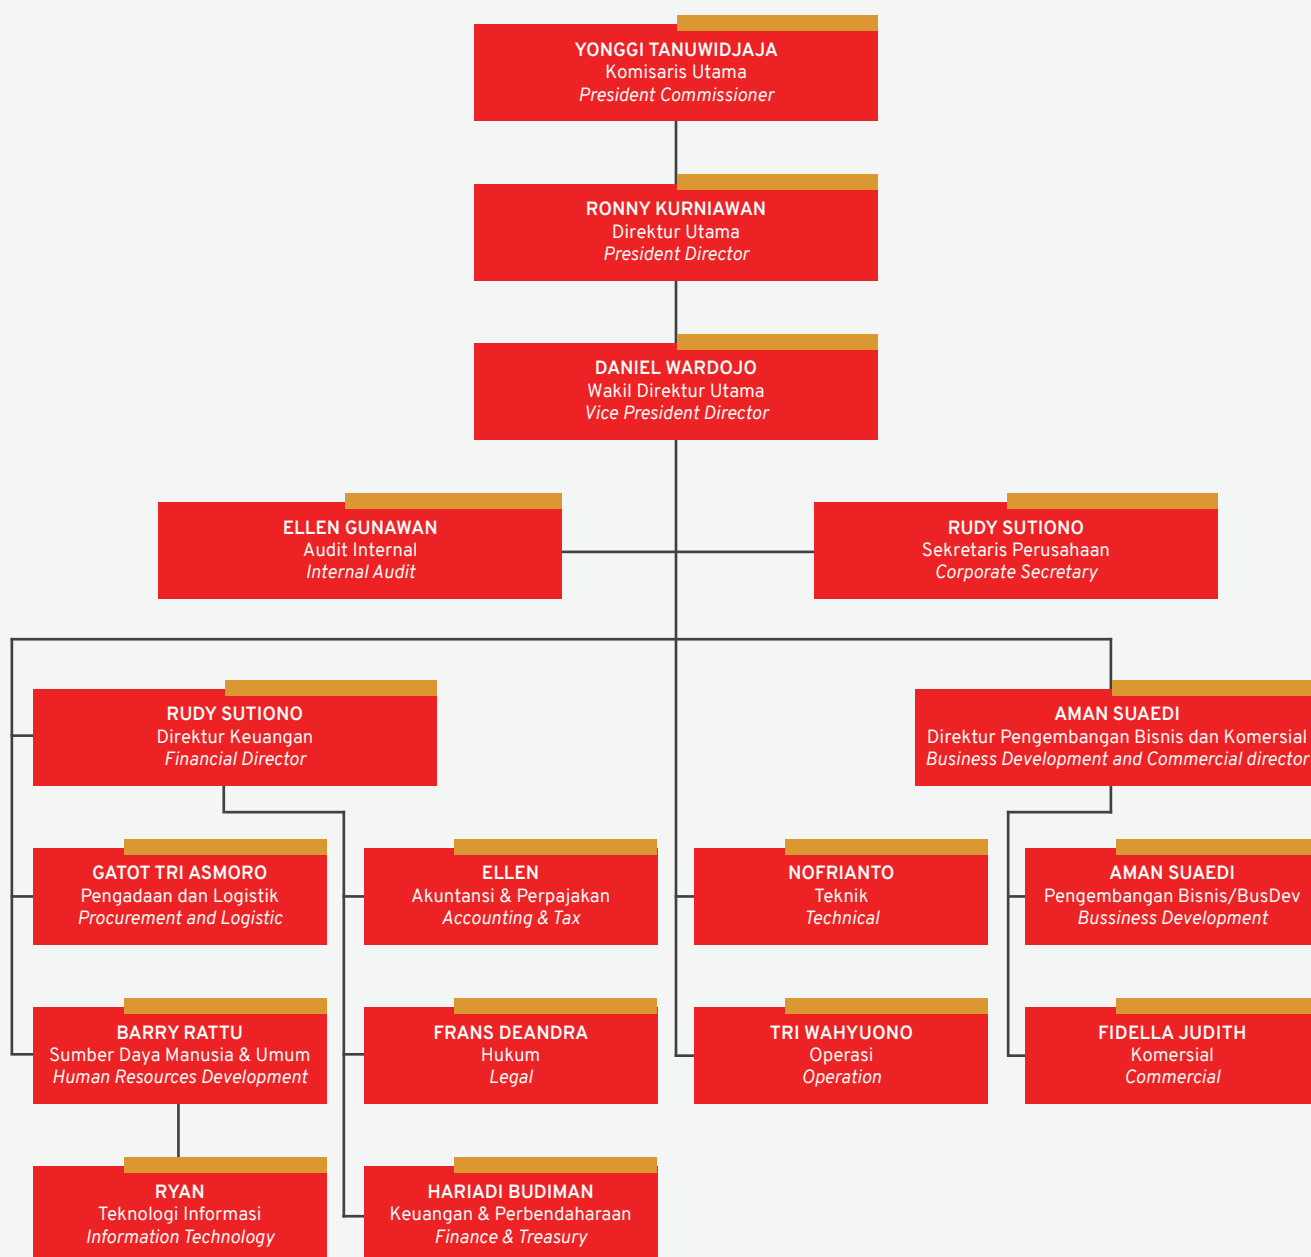 YONGGI TANUWIDJAJA
Komisaris Utama
President Commissioner
RONNY KURNIAWAN
Direktur Utama
President Director
DANIEL WARDOJO
Wakil Direktur Utama
Vice President Director
ELLEN GUNAWAN
Audit Internal
Internal Audit
RUDY SUTIONO
Sekretaris Perusahaan
Corporate Secretary
RUDY SUTIONO
Direktur Keuangan
Financial Director
AMAN SUAEDI
Direktur Pengembangan Bisnis dan Komersial
Business Development and Commercial director
GATOT TRI ASMORO
Pengadaan dan Logistik
Procurement and Logistic
ELLEN
Akuntansi & Perpajakan
Accounting & Tax
NOFRIANTO
Teknik
Technical
AMAN SUAEDI
Pengembangan Bisnis/BusDev
Bussiness Development
BARRY RATTU
Sumber Daya Manusia & Umum
Human Resources Development
FRANS DEANDRA
Hukum
Legal
TRI WAHYUONO
Operasi
Operation
FIDELLA JUDITH
Komersial
Commercial
RYAN
Teknologi Informasi
Information Technology
HARIADI BUDIMAN
Keuangan & Perbendaharaan
Finance & Treasury